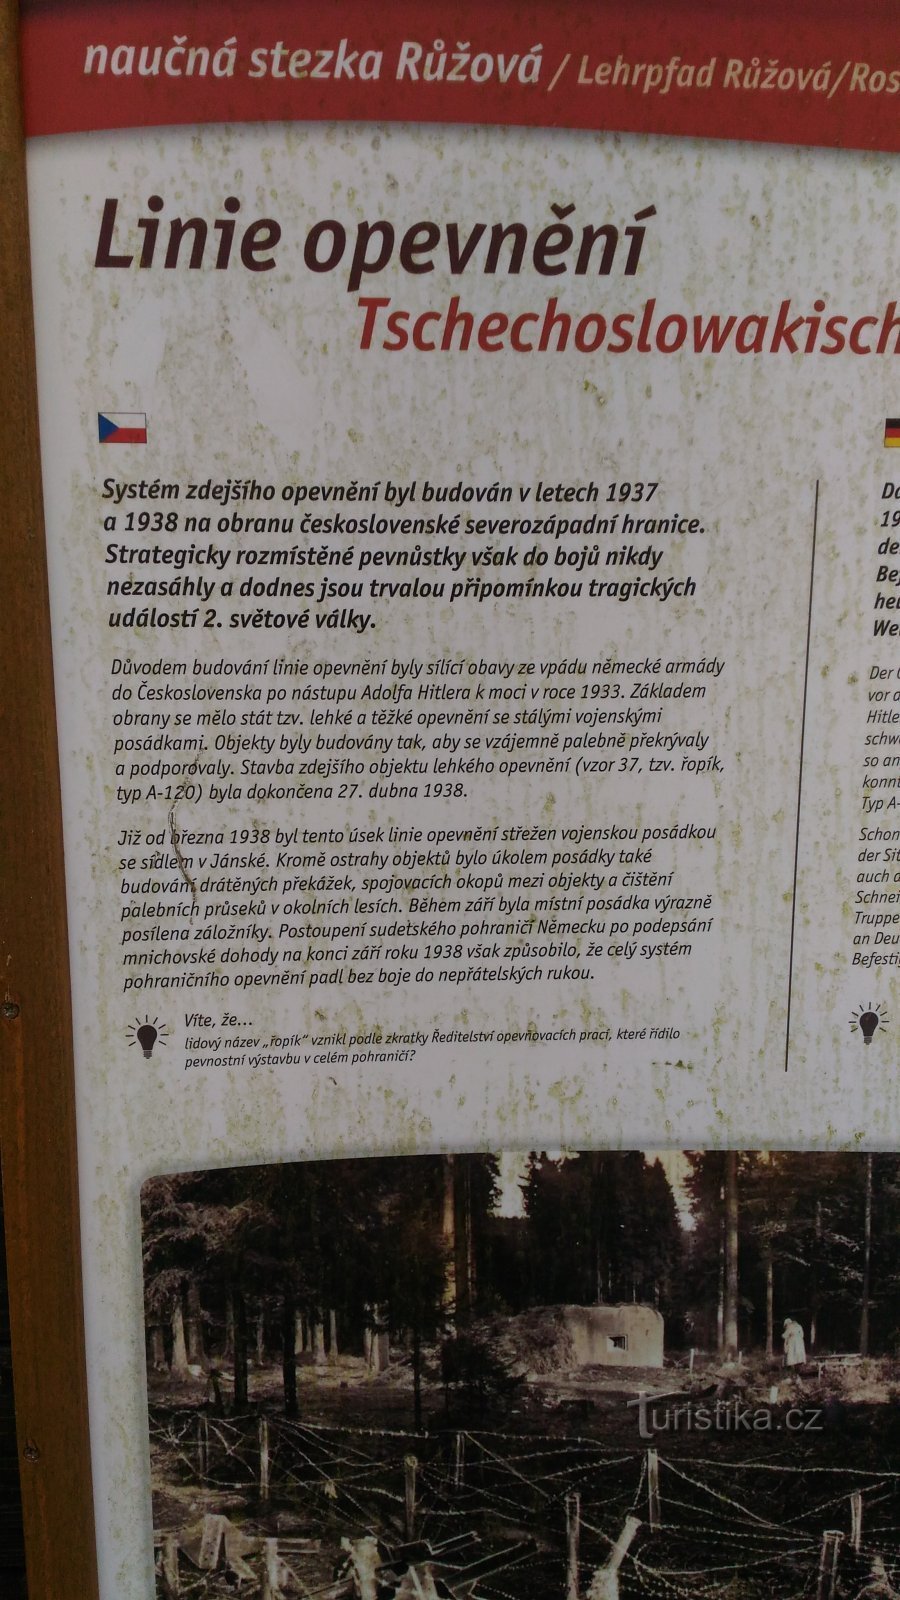 naučná stezka Růžová / Lehrpfad Růžová/Ros
Linie opevnění
Tschechoslowakisch
Systém zdejšího opevnění byl budován v letech 1937
a 1938 na obranu československé severozápadní hranice.
Strategicky rozmístěné pevnůstky však do bojů nikdy
nezasáhly a dodnes jsou trvalou připomínkou tragických
událostí 2. světové války.
Důvodem budování linie opevnění byly sílící obavy ze vpádu německé armády
do Československa po nástupu Adolfa Hitlera k moci v roce 1933. Základem
obrany se mělo stát tzv. lehké a těžké opevnění se stálými vojenskými
posádkami. Objekty byly budovány tak, aby se vzájemně palebně překrývaly
a podporovaly. Stavba zdejšího objektu lehkého opevnění (vzor 37, tzv. řopík,
typ A-120) byla dokončena 27. dubna 1938.
Již od března 1938 byl tento úsek linie opevnění střežen vojenskou posádkou
se sídlem v Jánské. Kromě ostrahy objektů bylo úkolem posádky také
budování drátěných překážek, spojovacích okopů mezi objekty a čištění
palebních průseků v okolních lesích. Během září byla místní posádka výrazně
posílena záložníky. Postoupení sudetského pohraničí Německu po podepsání
mnichovské dohody na konci září roku 1938 však způsobilo, že celý systém
pohraničního opevnění padl bez boje do nepřátelských rukou.
Víte, že...
lidový název „řopík“ vznikl podle zkratky Ředitelství opevňovacích prací, které řídilo
pevnostní výstavbu v celém pohraničí?
Da
19
de
Bef
heu
We
Der
vor d
Hitle
schw
so an
konnt
Typ A-
Schon
der Sit
auch d
Schnei
Truppe
an Deu
Befestig
Turistika.cz